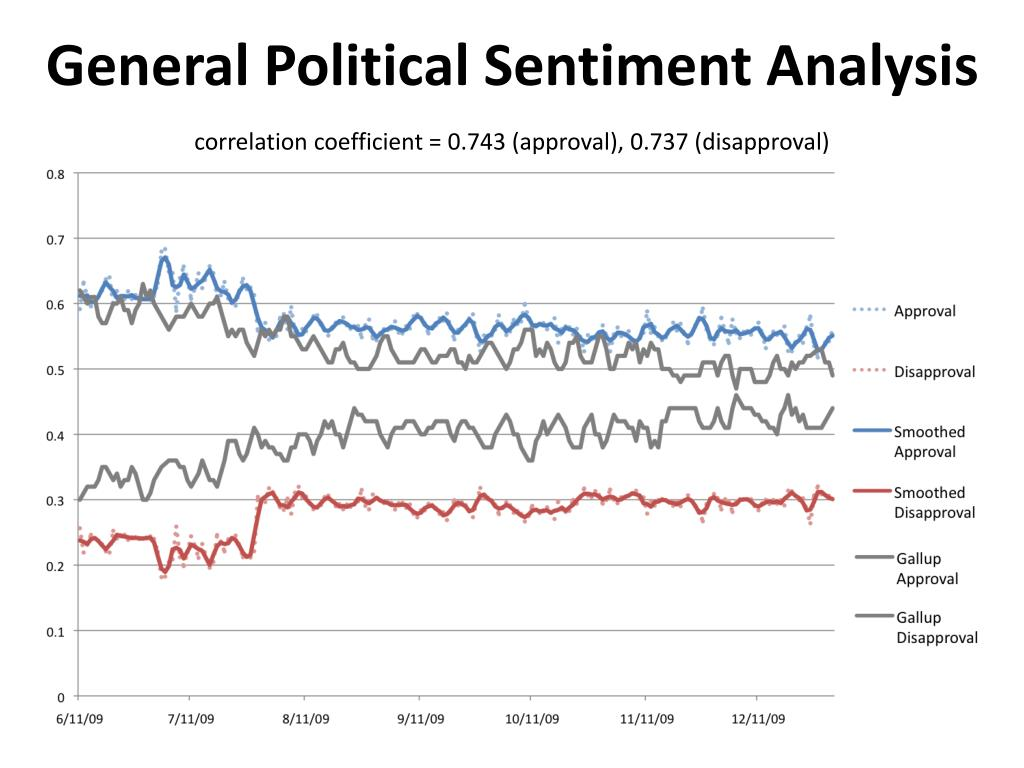 General Political Sentiment Analysis
correlation coefficient = 0.743 (approval), 0.737 (disapproval)
0.8
0.7
0.6
0.5
0.4
0.3
0.2
0.1
0
6/11/09 7/11/09 8/11/09 9/11/09 10/11/09 11/11/09 12/11/09
Approval
Disapproval
Smoothed
Approval
Smoothed
Disapproval
Gallup
Approval
Gallup
Disapproval